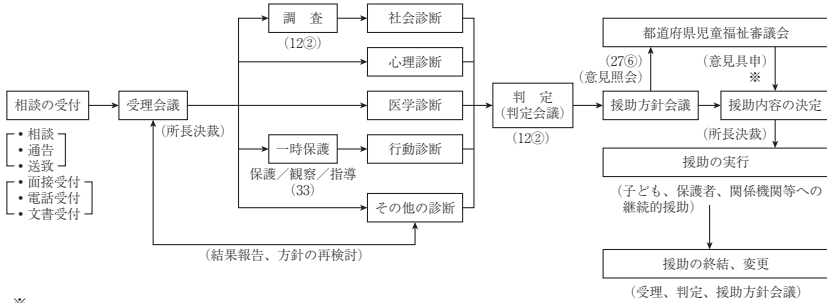 都道府県児童福祉審議会
調　査
社会診断
(12②)
(27⑥)
(意見照会)
(意見具申)
※
心理診断
相談の受付
受理会議
医学診断
判　定
(判定会議)
援助方針会議
援助内容の決定
(所長決裁)
(12②)
(所長決裁)
• 相談
• 通告
• 送致
• 面接受付
• 電話受付
• 文書受付
一時保護
行動診断
保護／観察／指導
(33)
援助の実行
(子ども、保護者、関係機関等への
継続的援助)
その他の診断
(結果報告、方針の再検討)
援助の終結、変更
(受理、判定、援助方針会議)
※